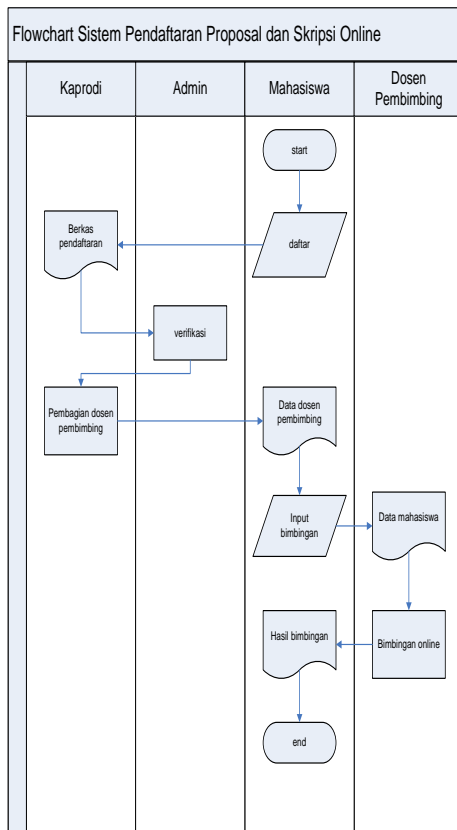 Flowchart Sistem Pendaftaran Proposal dan Skripsi Online
Kaprodi
Admin
Mahasiswa
Dosen
Pembimbing
start
daftar
Berkas
pendaftaran
verifikasi
Pembagian dosen
pembimbing
Data dosen
pembimbing
Input
bimbingan
Data mahasiswa
Bimbingan online
Hasil bimbingan
end